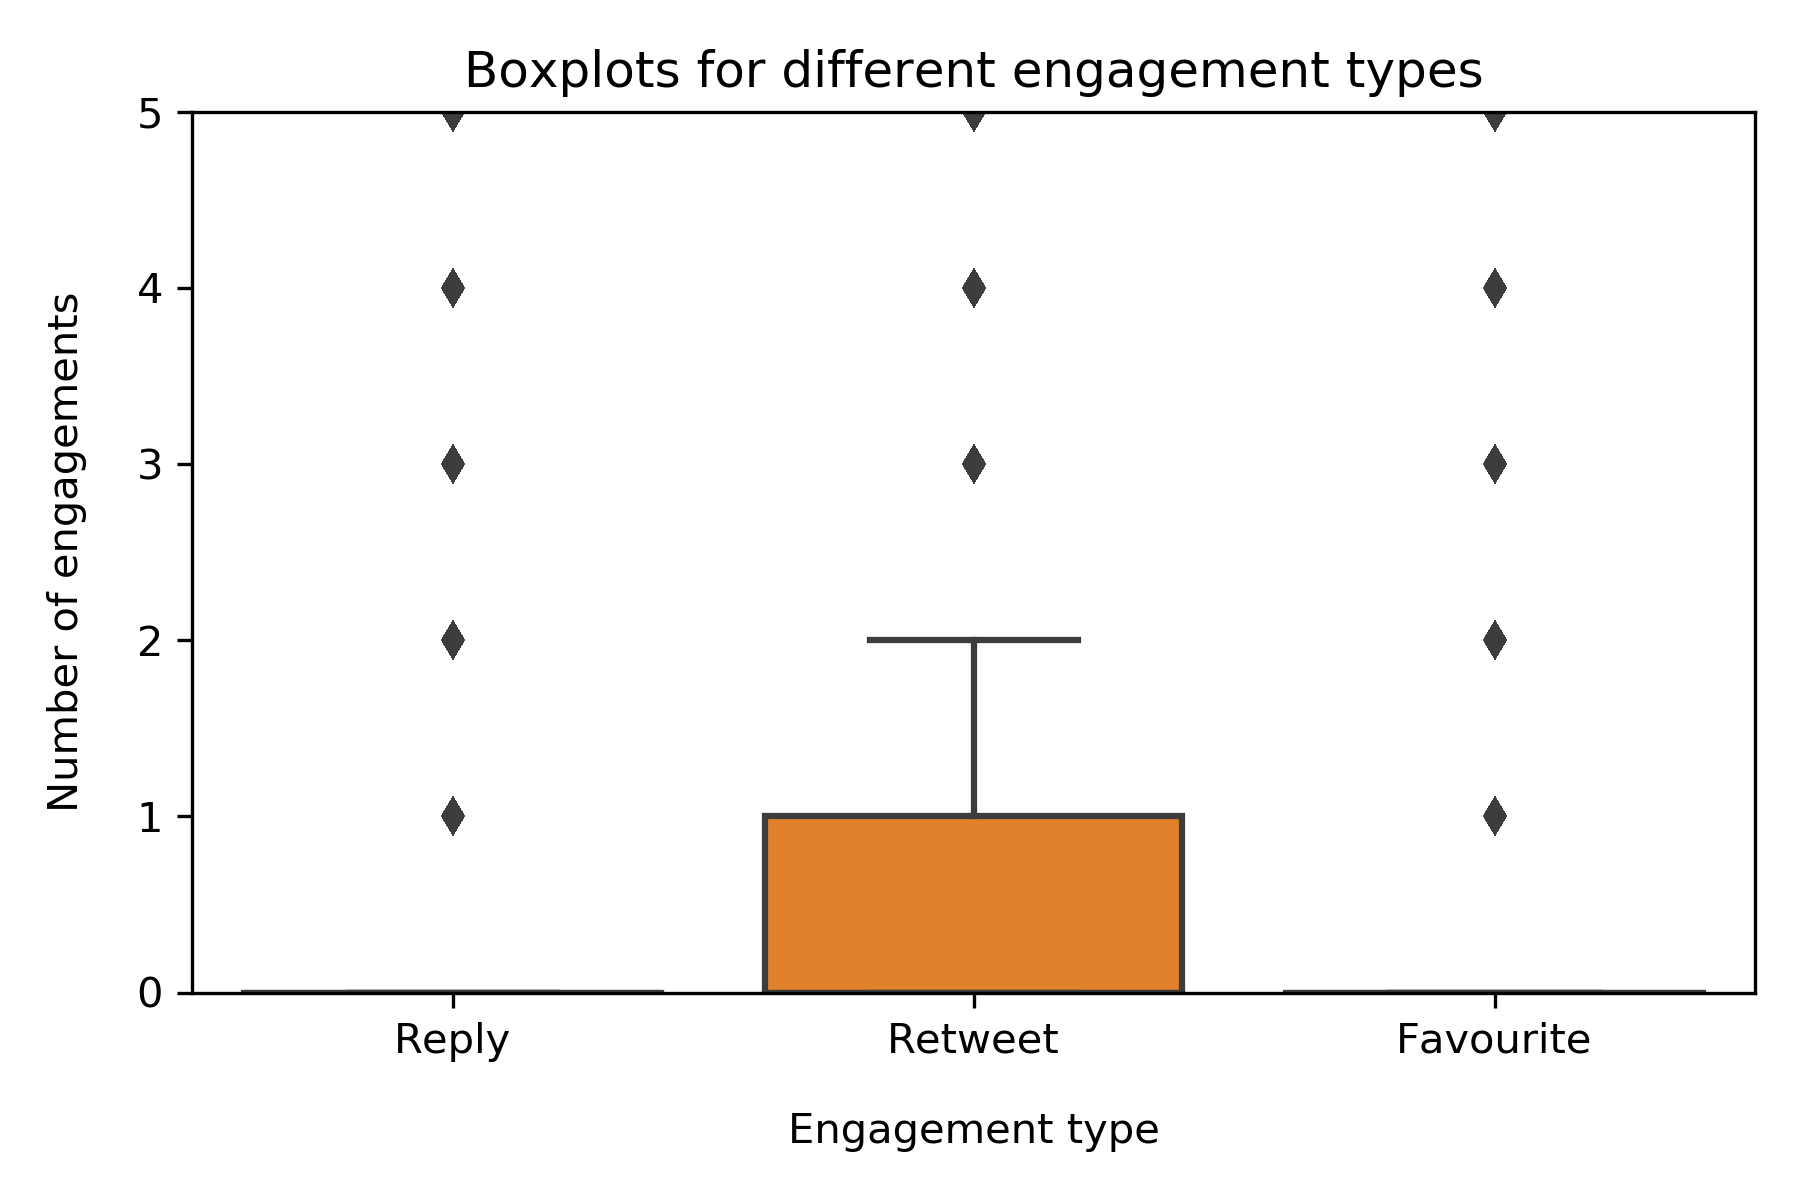 Boxplots for different engagement types
5
4
3
2
1
0
Number of engagements
Reply
Retweet
Favourite
Engagement type